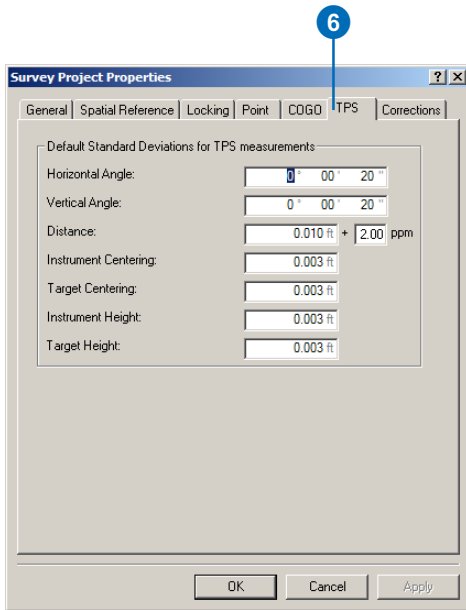 6
Survey Project Properties ? X
General Spatial Reference Locking Point COGO TPS Corrections
Default Standard Deviations for TPS measurements
Horizontal Angle: 0 ° 00 ' 20 "
Vertical Angle: 0 ° 00 ' 20 "
Distance: 0.010 ft + 2.00 ppm
Instrument Centering: 0.003 ft
Target Centering: 0.003 ft
Instrument Height: 0.003 ft
Target Height: 0.003 ft
OK Cancel Apply